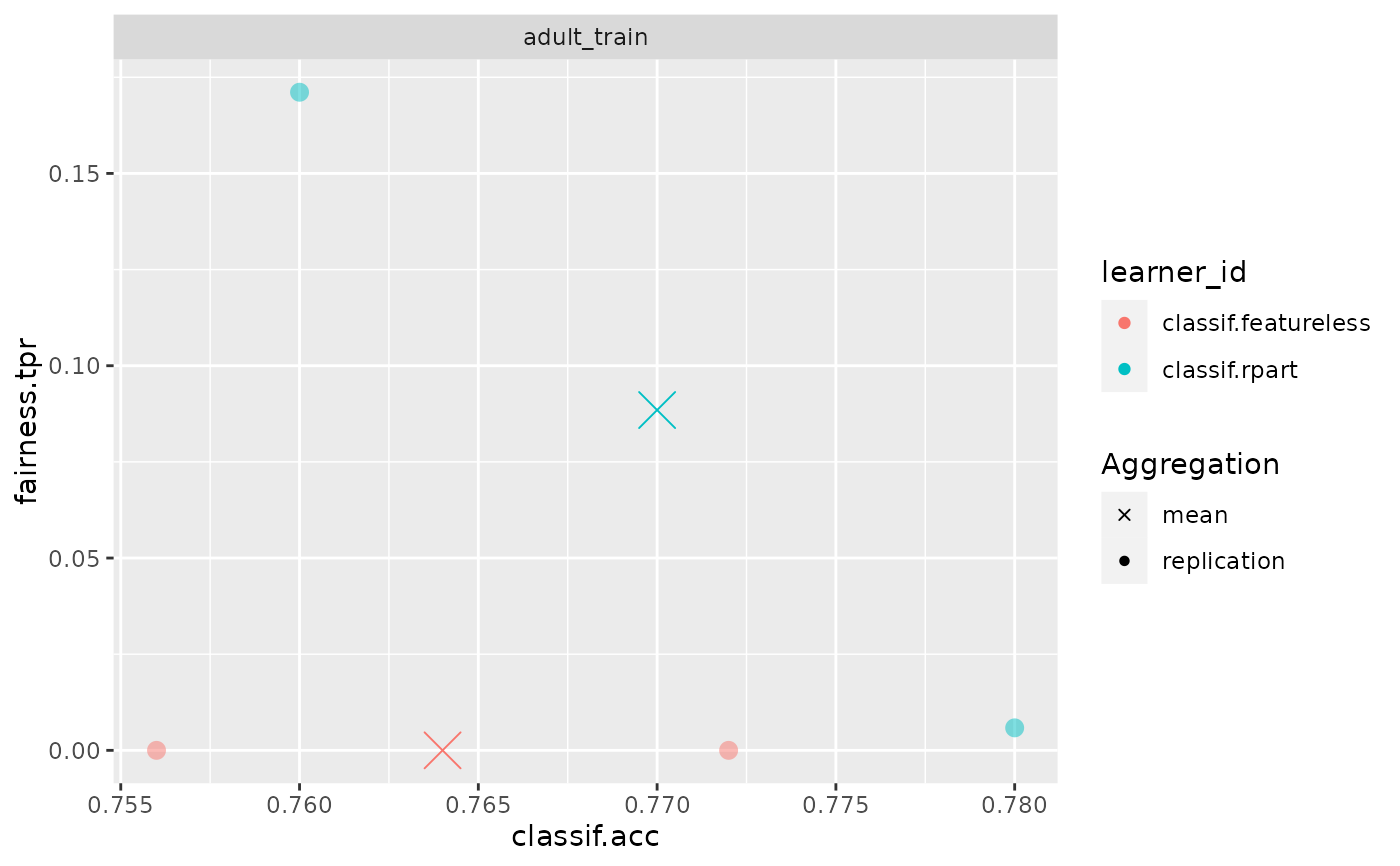 adult_train
fairness.tpr
0.15
0.10
0.05
0.00
0.755 0.760 0.765 0.770 0.775 0.780
classif.acc
learner_id
classif.featureless
classif.rpart
Aggregation
mean
replication